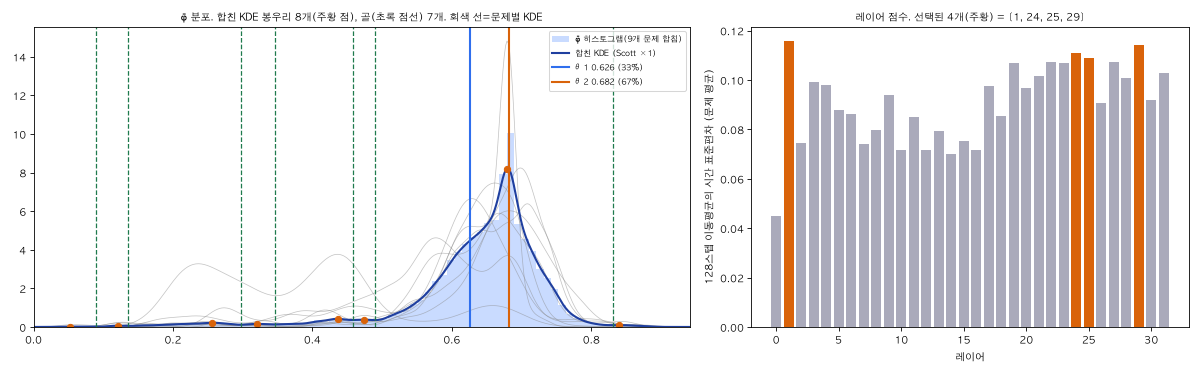 φ̄ 분포. 합친 KDE 봉우리 8개(주황 점), 골(초록 점선) 7개. 회색 선=문제별 KDE
φ̄ 히스토그램(9개 문제 합침)
합친 KDE (Scott ×1)
θ 1 0.626 (33%)
θ 2 0.682 (67%)
14
12
10
8
6
4
2
0
0.0 0.2 0.4 0.6 0.8
레이어 점수. 선택된 4개(주황) = [1, 24, 25, 29]
128스텝 이동평균의 시간 표준편차 (문제 평균)
0.12
0.10
0.08
0.06
0.04
0.02
0.00
0 5 10 15 20 25 30
레이어